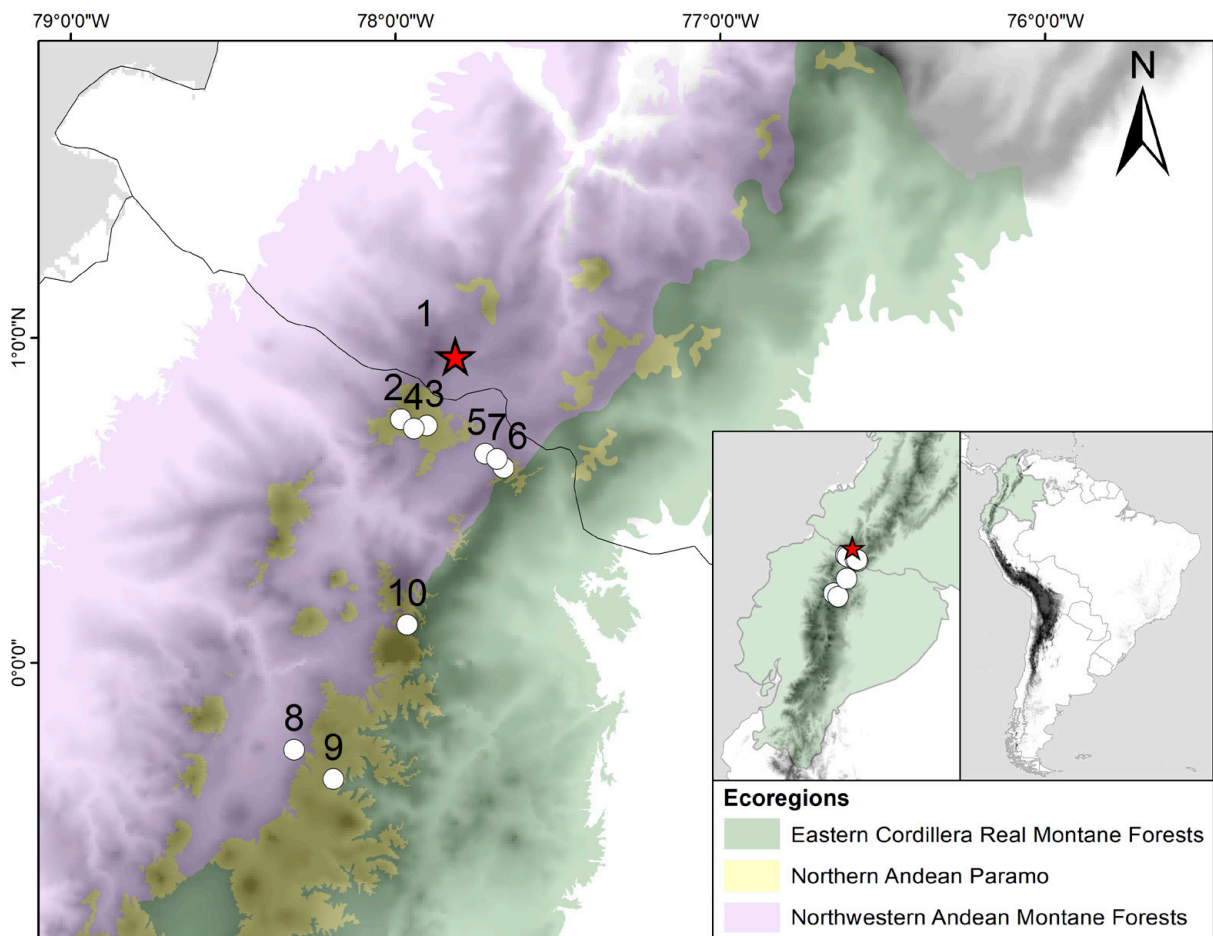 79°0'0"W 78°0'0"W 77°0'0"W 76°0'0"W
N
1
1°0'0"N
2 4 3
5 7 6
10
0°0'0"
8
9
Ecoregions
Eastern Cordillera Real Montane Forests
Northern Andean Paramo
Northwestern Andean Montane Forests